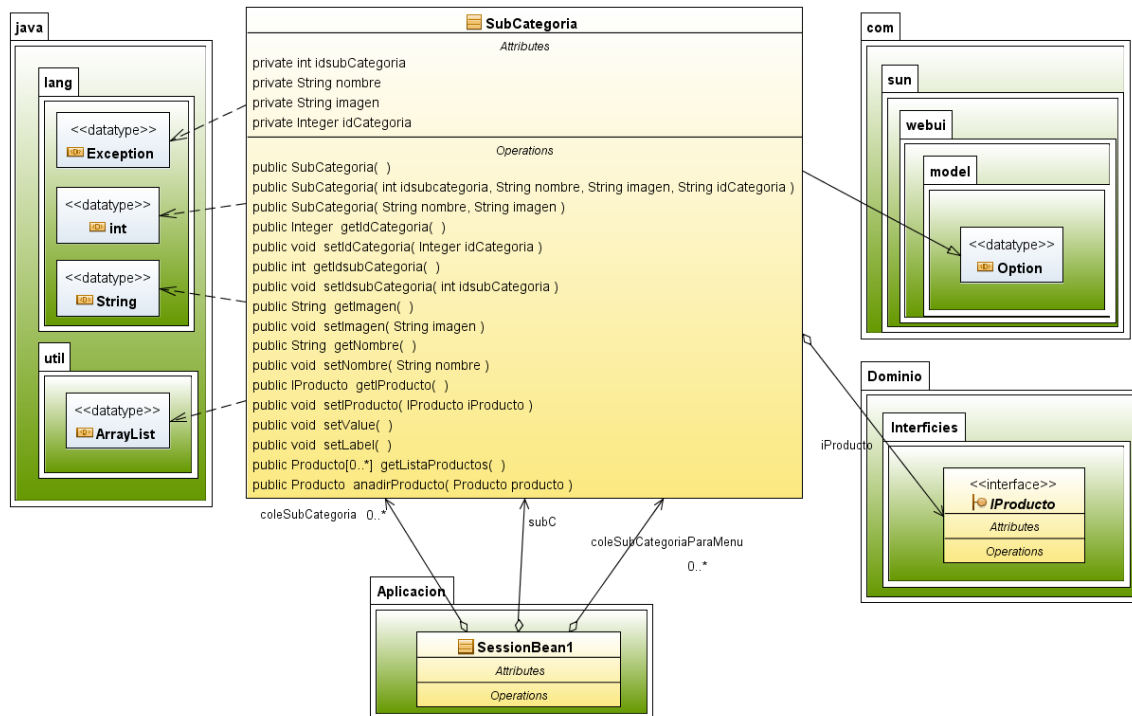 java
lang
<<datatype>>
Exception
<<datatype>>
int
<<datatype>>
String
util
<<datatype>>
ArrayList
SubCategoria
Attributes
private int idsubCategoria
private String nombre
private String imagen
private Integer idCategoria
Operations
public SubCategoria( )
public SubCategoria( int idsubcategoria, String nombre, String imagen, String idCategoria )
public SubCategoria( String nombre, String imagen )
public Integer getIdCategoria( )
public void setIdCategoria( Integer idCategoria )
public int getIdsubCategoria( )
public void setIdsubCategoria( int idsubCategoria )
public String getImagen( )
public void setImagen( String imagen )
public String getNombre( )
public void setNombre( String nombre )
public IProducto getIProducto( )
public void setIProducto( IProducto iProducto )
public void setValue( )
public void setLabel( )
public Producto[0..*] getListaProductos( )
public Producto anadirProducto( Producto producto1 )
com
sun
webui
model
<<datatype>>
Option
Dominio
Interficies
iProducto
<<interface>>
IProducto
Attributes
Operations
coleSubCategoria 0..*
subC
coleSubCategoriaParaMenu
0..*
Aplicacion
SessionBean1
Attributes
Operations